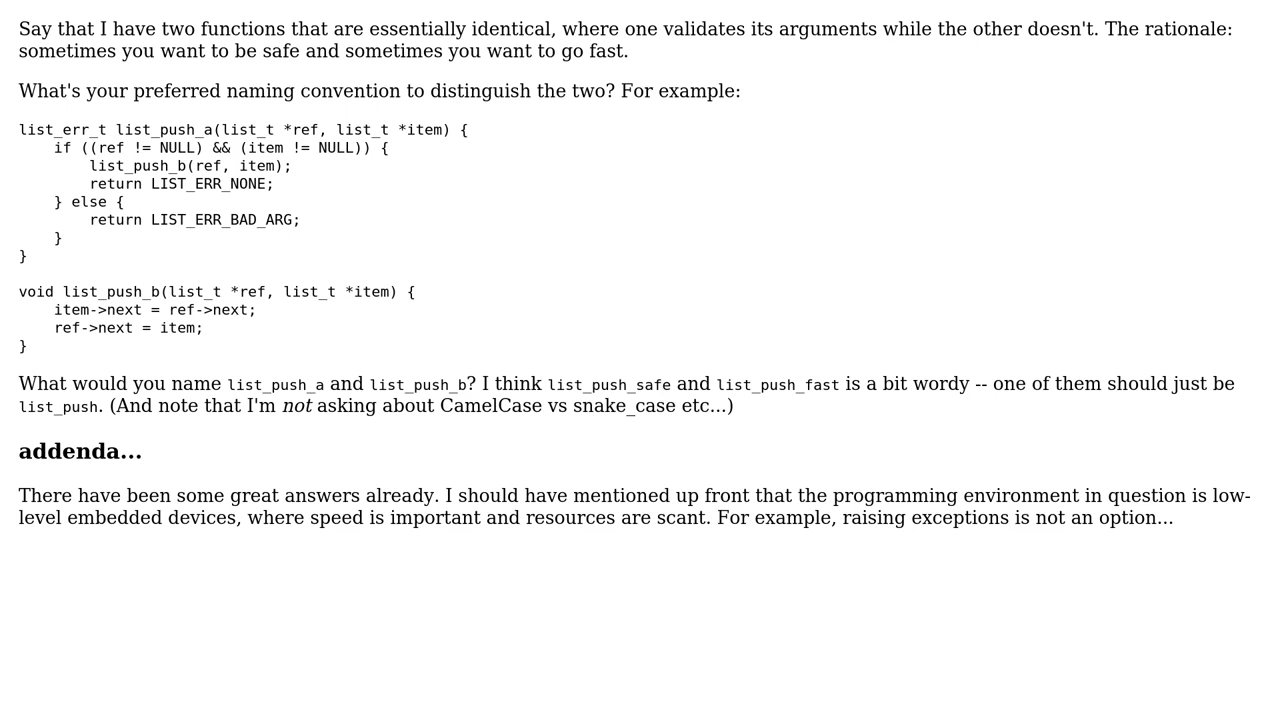 Say that I have two functions that are essentially identical, where one validates its arguments while the other doesn't. The rationale:
sometimes you want to be safe and sometimes you want to go fast.
What's your preferred naming convention to distinguish the two? For example:
list_err_t list_push_a(list_t *ref, list_t *item) {
    if ((ref != NULL) && (item != NULL)) {
        list_push_b(ref, item);
        return LIST_ERR_NONE;
    } else {
        return LIST_ERR_BAD_ARG;
    }
}
void list_push_b(list_t *ref, list_t *item) {
    item->next = ref->next;
    ref->next = item;
}
What would you name list_push_a and list_push_b? I think list_push_safe and list_push_fast is a bit wordy -- one of them should just be
list_push. (And note that I'm not asking about CamelCase vs snake_case etc...)
addenda...
There have been some great answers already. I should have mentioned up front that the programming environment in question is low-
level embedded devices, where speed is important and resources are scant. For example, raising exceptions is not an option...